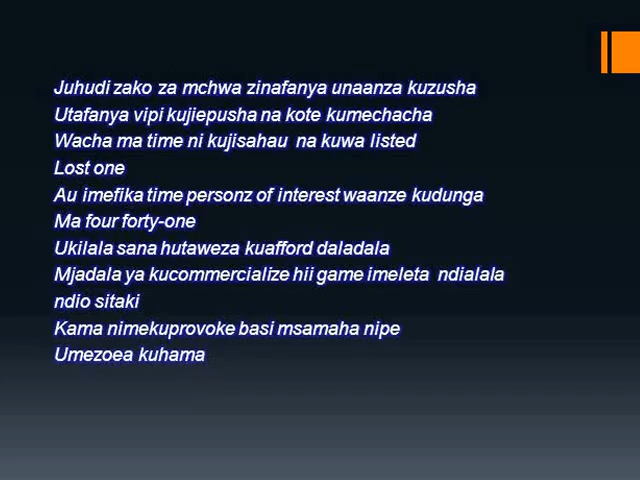 Juhudi zako za mchwa zinafanya unaanza kuzusha
Utafanya vipi kujiepusha na kote kumechacha
Wacha ma time ni kujisahau na kuwa listed
Lost one
Au imefika time personz of interest waanze kudunga
Ma four forty-one
Ukilala sana hutaweza kuafford daladala
Mjadala ya kucommercialize hii game imeleta ndialala
ndio sitaki
Kama nimekuprovoke basi msamaha nipe
Umezoea kuhama